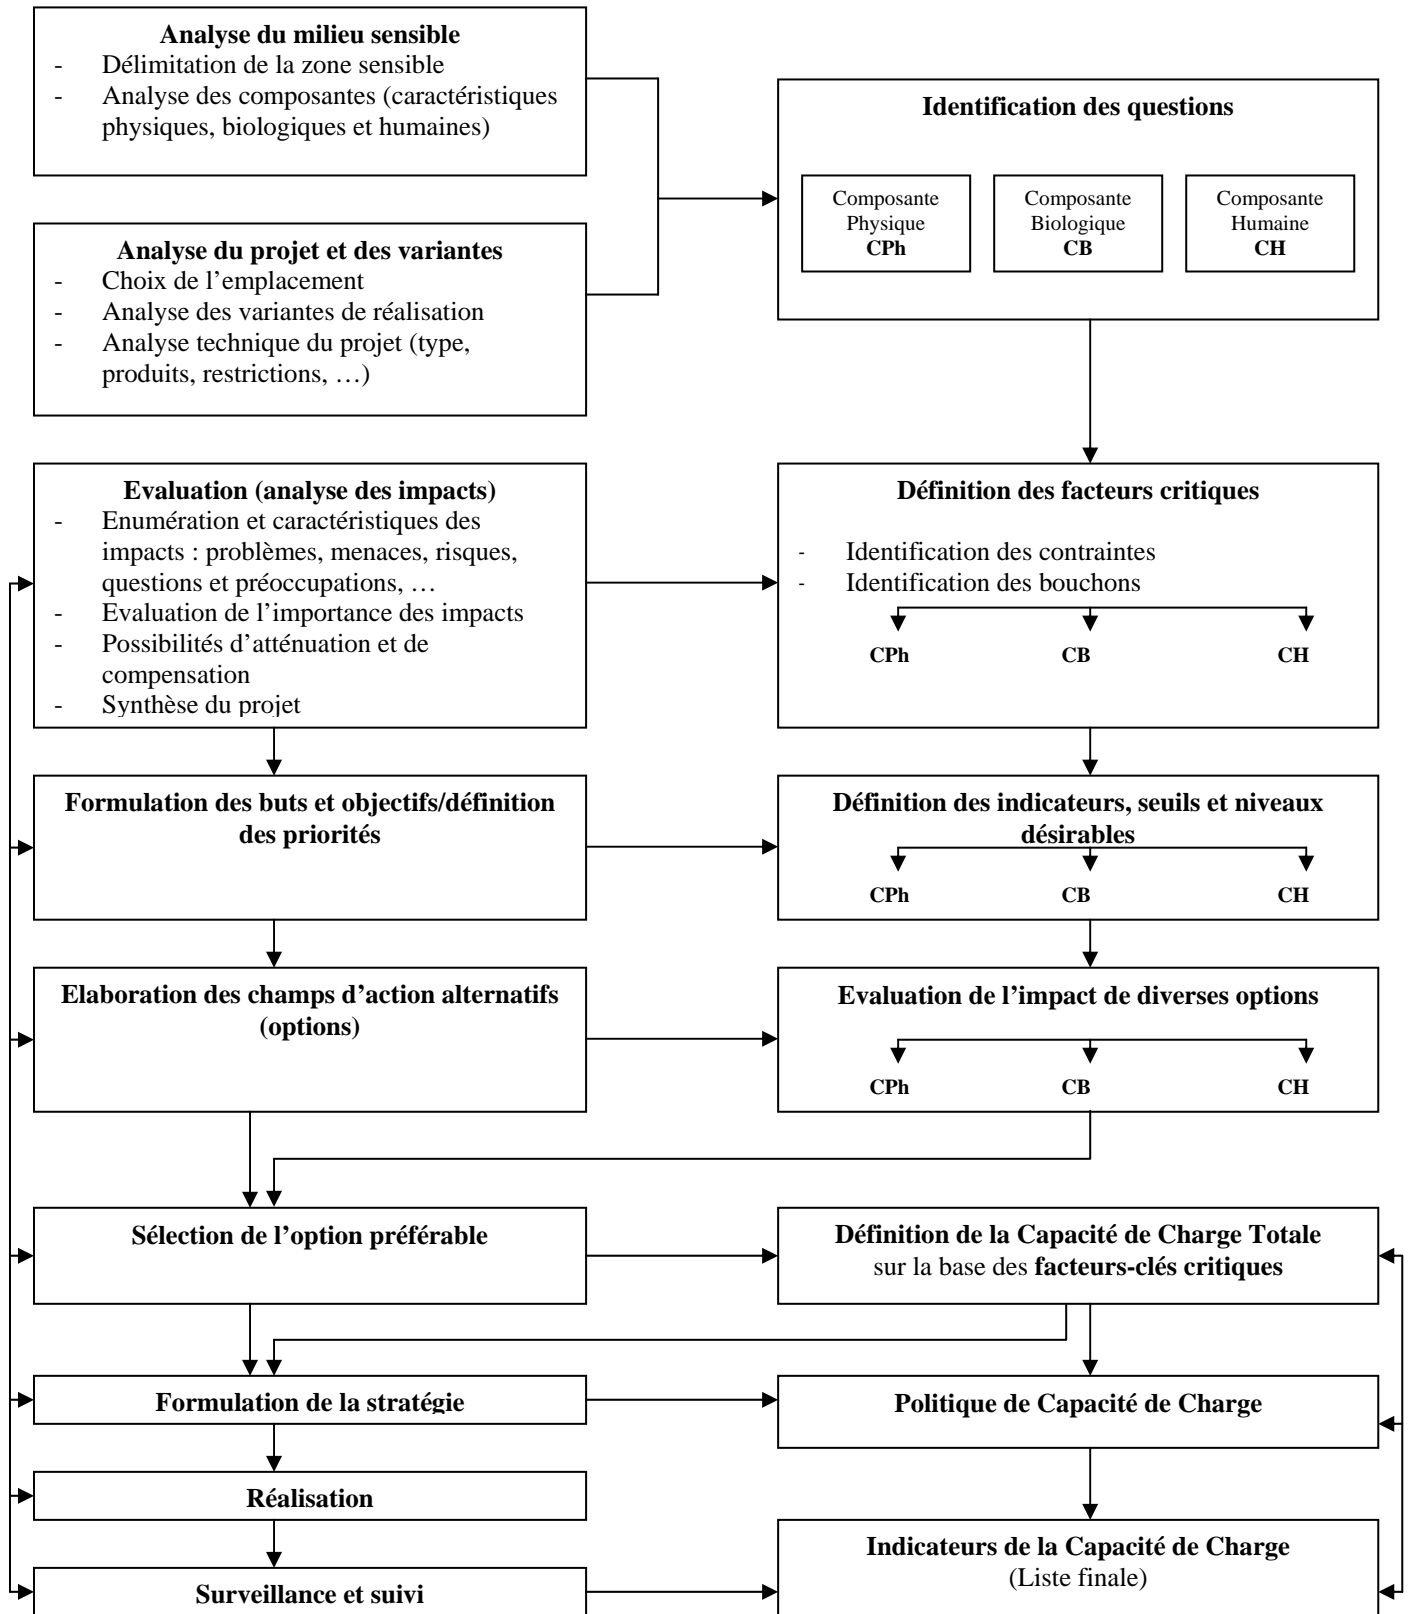 Analyse du milieu sensible
- Délimitation de la zone sensible
- Analyse des composantes (caractéristiques
physiques, biologiques et humaines)
Identification des questions
Composante
Physique
CPh
Composante
Biologique
CB
Composante
Humaine
CH
Analyse du projet et des variantes
- Choix de l’emplacement
- Analyse des variantes de réalisation
- Analyse technique du projet (type,
produits, restrictions, …)
Evaluation (analyse des impacts)
- Enumération et caractéristiques des
impacts : problèmes, menaces, risques,
questions et préoccupations, …
- Evaluation de l’importance des impacts
- Possibilités d’atténuation et de
compensation
- Synthèse du projet
Définition des facteurs critiques
- Identification des contraintes
- Identification des bouchons
CPh CB CH
Formulation des buts et objectifs/définition
des priorités
Définition des indicateurs, seuils et niveaux
désirables
CPh CB CH
Elaboration des champs d’action alternatifs
(options)
Evaluation de l’impact de diverses options
CPh CB CH
Sélection de l’option préférable
Définition de la Capacité de Charge Totale
sur la base des facteurs-clés critiques
Formulation de la stratégie
Politique de Capacité de Charge
Réalisation
Indicateurs de la Capacité de Charge
(Liste finale)
Surveillance et suivi